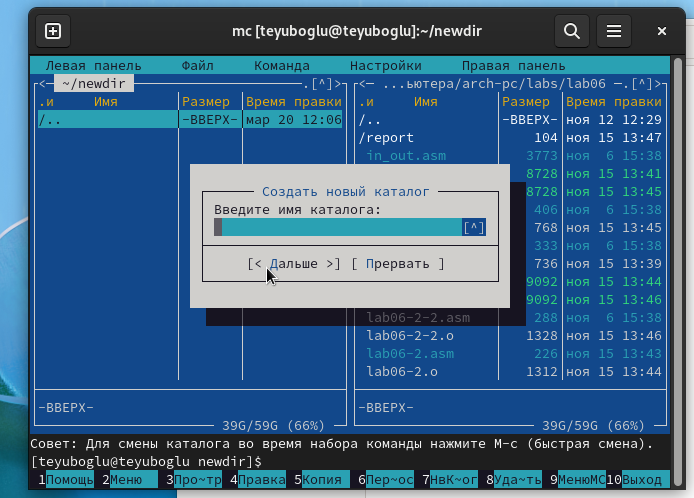 mc [teyuboglu@teyuboglu]:~/newdir
Левая панель Файл Команда Настройки Правая панель
<─ ~/newdir .[^]>
<─ ...ьютера/arch-pc/labs/lab06 ─.[^]>
.и Имя Размер Время правки
/.. -ВВЕРХ- мар 20 12:06
.и Имя Размер Время правки
/.. -ВВЕРХ- ноя 12 12:29
/report 104 ноя 15 13:47
in_out.asm 3773 ноя 6 15:38
8728 ноя 15 13:41
8728 ноя 15 13:45
406 ноя 6 15:38
768 ноя 15 13:45
333 ноя 6 15:38
736 ноя 15 13:39
9092 ноя 15 13:44
9092 ноя 15 13:46
lab06-2-2.asm 288 ноя 6 15:38
lab06-2-2.o 1328 ноя 15 13:46
lab06-2.asm 226 ноя 6 13:43
lab06-2.o 1312 ноя 15 13:44
Создать новый каталог
Введите имя каталога:
[^]
[< Дальше >] [ Прервать ]
-ВВЕРХ-
39G/59G (66%)
-ВВЕРХ-
39G/59G (66%)
Совет: Для смены каталога во время набора команды нажмите M-c (быстрая смена).
[teyuboglu@teyuboglu newdir]$
1Помощь 2Меню 3Про~тр 4Правка 5Копия 6Пер~ос 7НвК~ог 8Уда~ть 9МенюMC 10Выход